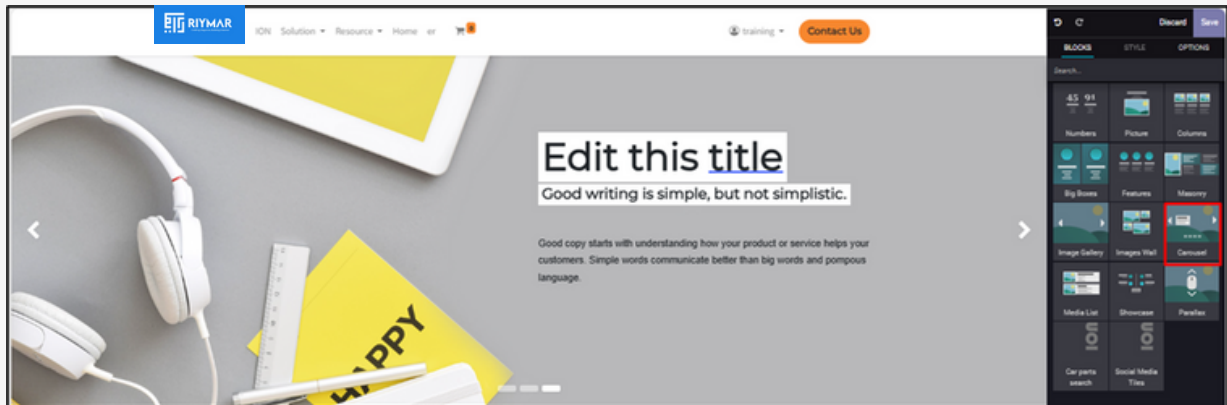 RIYMAR
ION Solution Resource Home er
training
Contact Us
Discard Save
BLOCKS STYLE OPTIONS
Search...
45 91
Numbers Picture Columns
Big Boxes Features Masonry
Image Gallery Images Wall Carousel
Media List Showcase Parallax
Car parts search
Social Media Tiles
Edit this title
Good writing is simple, but not simplistic.
Good copy starts with understanding how your product or service helps your
customers. Simple words communicate better than big words and pompous
language.
HAPPY